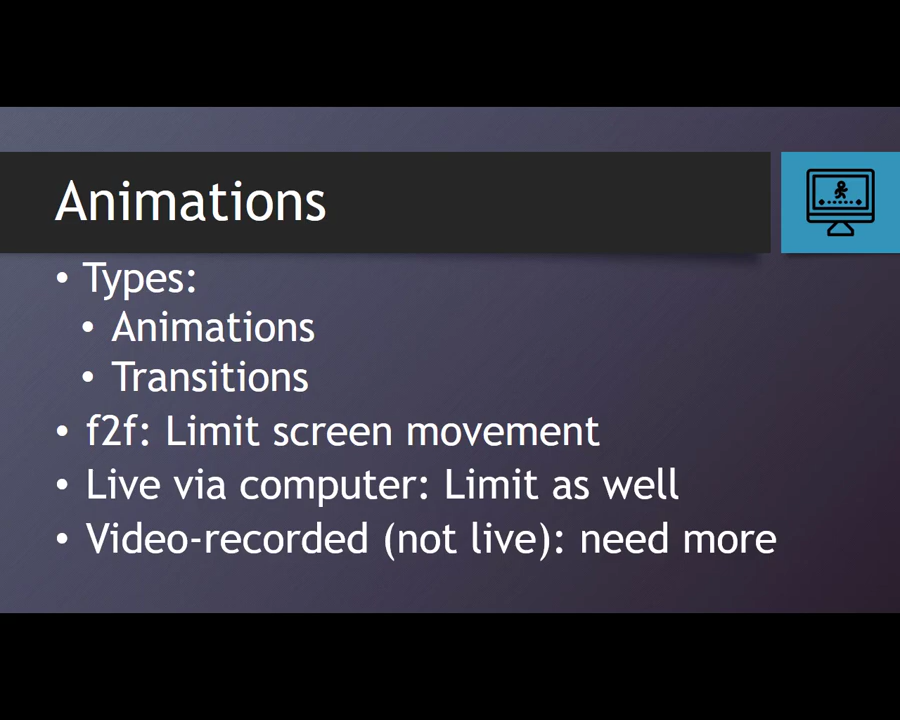 Animations
• Types:
• Animations
• Transitions
• f2f: Limit screen movement
• Live via computer: Limit as well
• Video-recorded (not live): need more